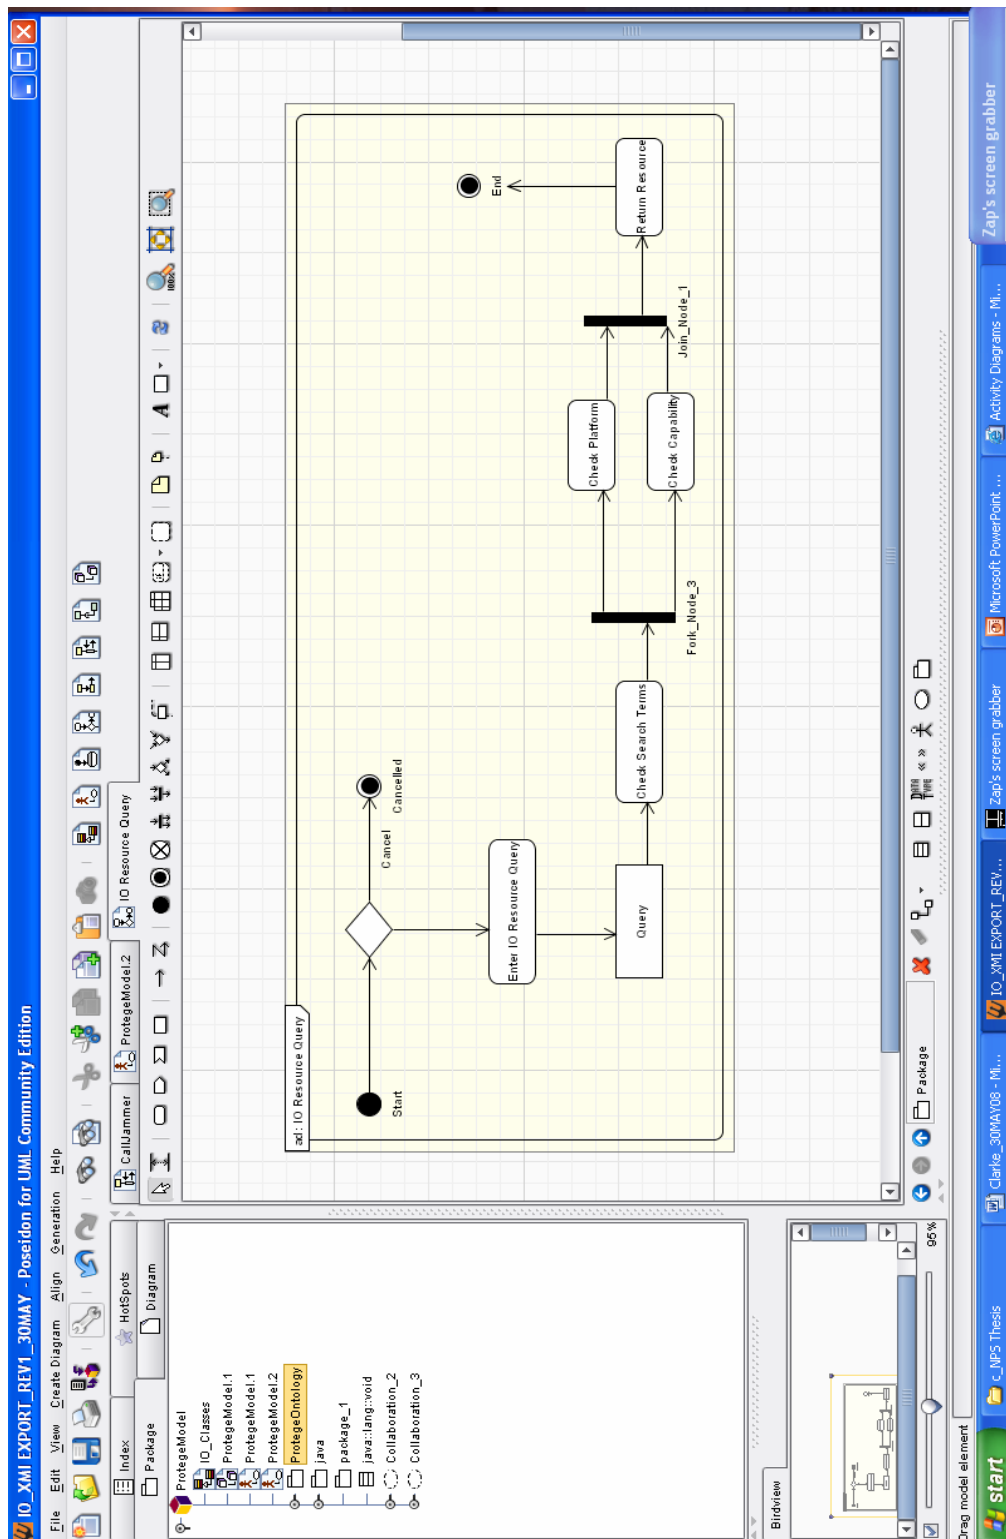 IO_XMI EXPORT_REV1_30MAY - Poseidon for UML Community Edition
File Edit View Create Diagram Align Generation Help
Index
HotSpots
Package
Diagram
ProtegeModel
IO_Classes
ProtegeModel.1
ProtegeModel.1
ProtegeModel.2
ProtegeOntology
java
package_1
java::lang::void
Collaboration_2
Collaboration_3
Birdview
95%
CallJammer
ProtegeModel.2
IO Resource Query
A
100%
ad: IO Resource Query
Start
Cancel
Cancelled
Enter IO Resource Query
Query
Check Search Terms
Fork_Node_3
Check Platform
Check Capability
Join_Node_1
Return Resource
End
Package
DATA TYPE
« »
Drag model element
start
c_NPS Thesis
Clarke_30MAY08 - Mi...
IO_XMI EXPORT_REV...
Zap's screen grabber
Microsoft PowerPoint ...
Activity Diagrams - Mi...
Zap's screen grabber